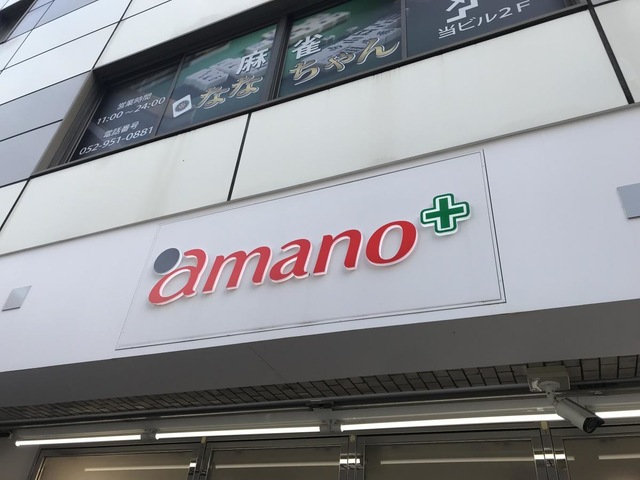 営業時間
11:00～24:00
電話番号
052-951-0881
麻雀
ななちゃん
当ビル2F
amano